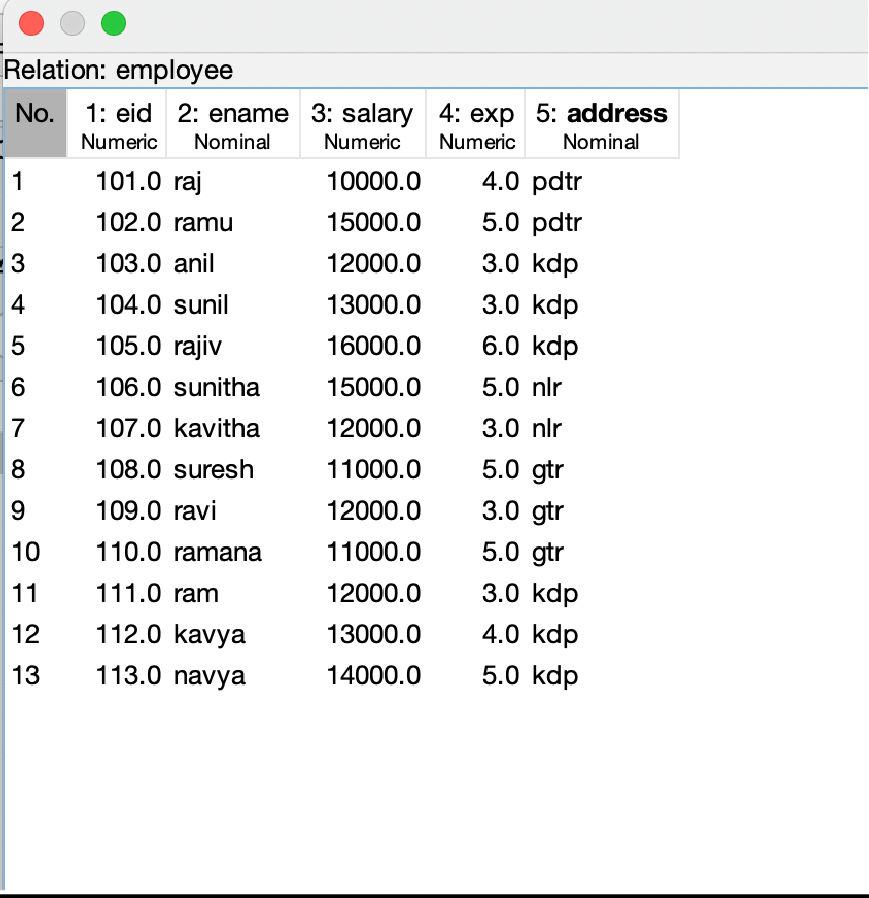 Relation: employee
No. 1: eid 2: ename 3: salary 4: exp 5: address
Numeric Nominal Numeric Numeric Nominal
1 101.0 raj 10000.0 4.0 pdtr
2 102.0 ramu 15000.0 5.0 pdtr
3 103.0 anil 12000.0 3.0 kdp
4 104.0 sunil 13000.0 3.0 kdp
5 105.0 rajiv 16000.0 6.0 kdp
6 106.0 sunitha 15000.0 5.0 nlr
7 107.0 kavitha 12000.0 3.0 nlr
8 108.0 suresh 11000.0 5.0 gtr
9 109.0 ravi 12000.0 3.0 gtr
10 110.0 ramana 11000.0 5.0 gtr
11 111.0 ram 12000.0 3.0 kdp
12 112.0 kavya 13000.0 4.0 kdp
13 113.0 navya 14000.0 5.0 kdp